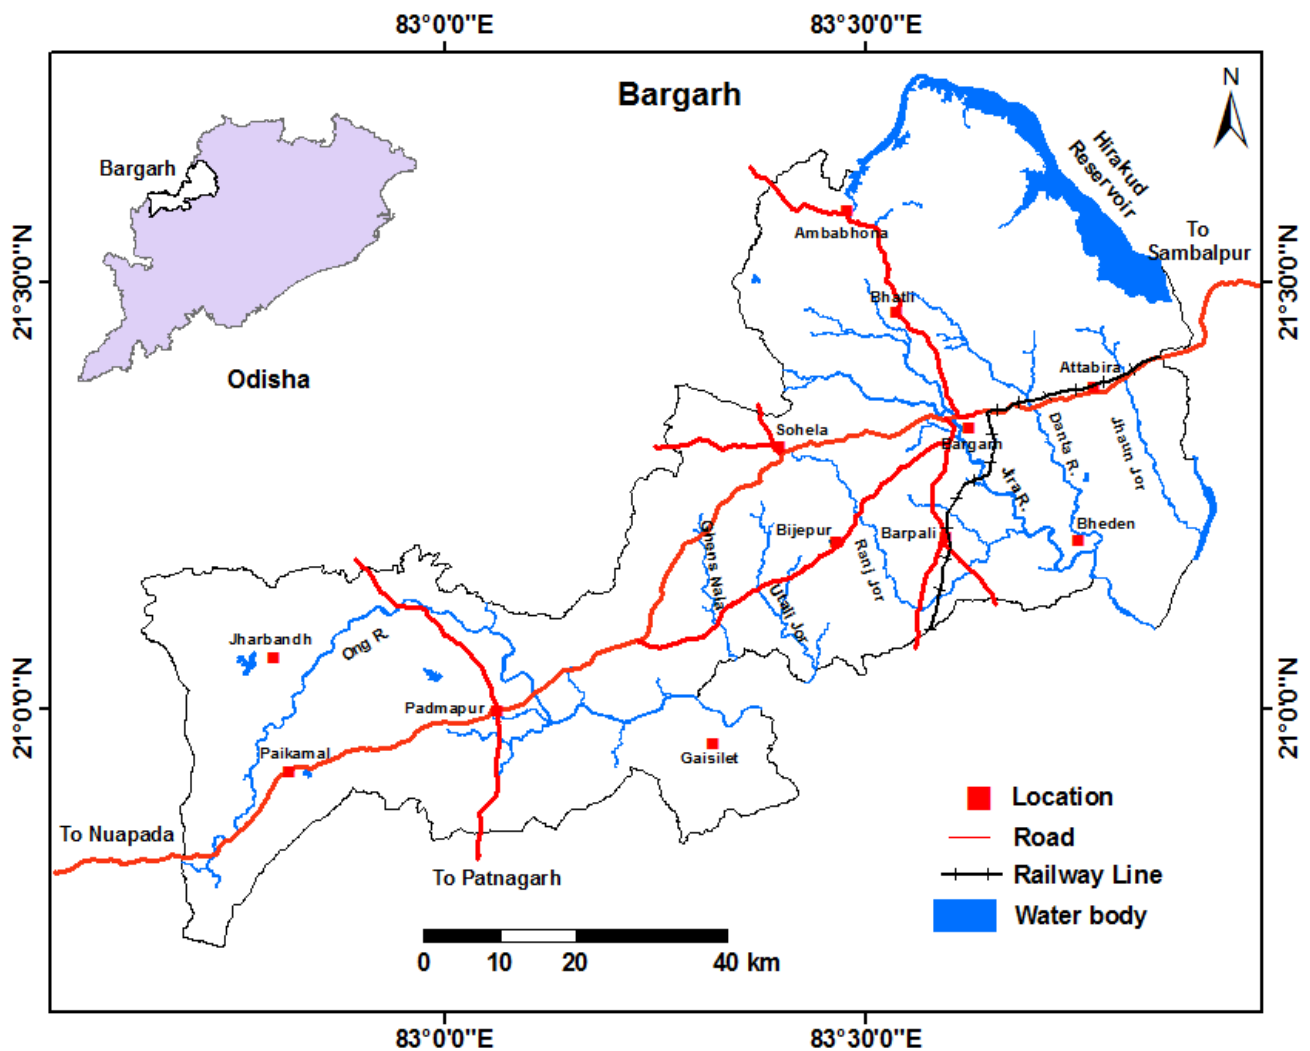 83°0'0"E
83°30'0"E
Bargarh
N
Bargarh
Hirakud
Reservoir
To
Sambalpur
Ambabhona
21°30'0"N
21°30'0"N
Bhatli
Attabira
Odisha
Sohela
Bargarh
Danta R.
Jhaun Jor
Jira R.
Bijepur
Barpali
Bheden
Ghens Nala
Ranj Jor
Utali Jor
Jharbandh
Ong R.
Padmapur
21°0'0"N
21°0'0"N
Paikamal
Gaisilet
Location
To Nuapada
Road
To Patnagarh
Railway Line
Water body
0 10 20 40 km
83°0'0"E
83°30'0"E